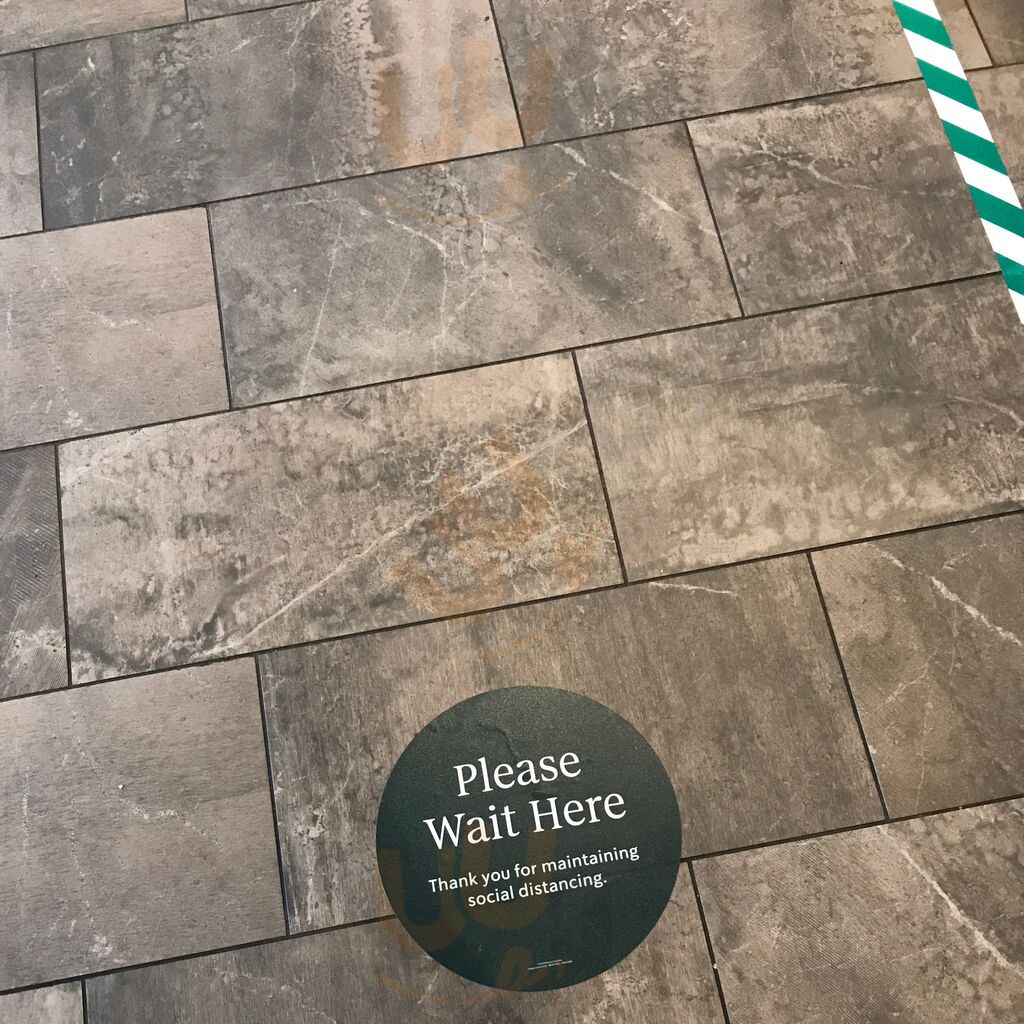 Please
Wait Here
Thank you for maintaining
social distancing.